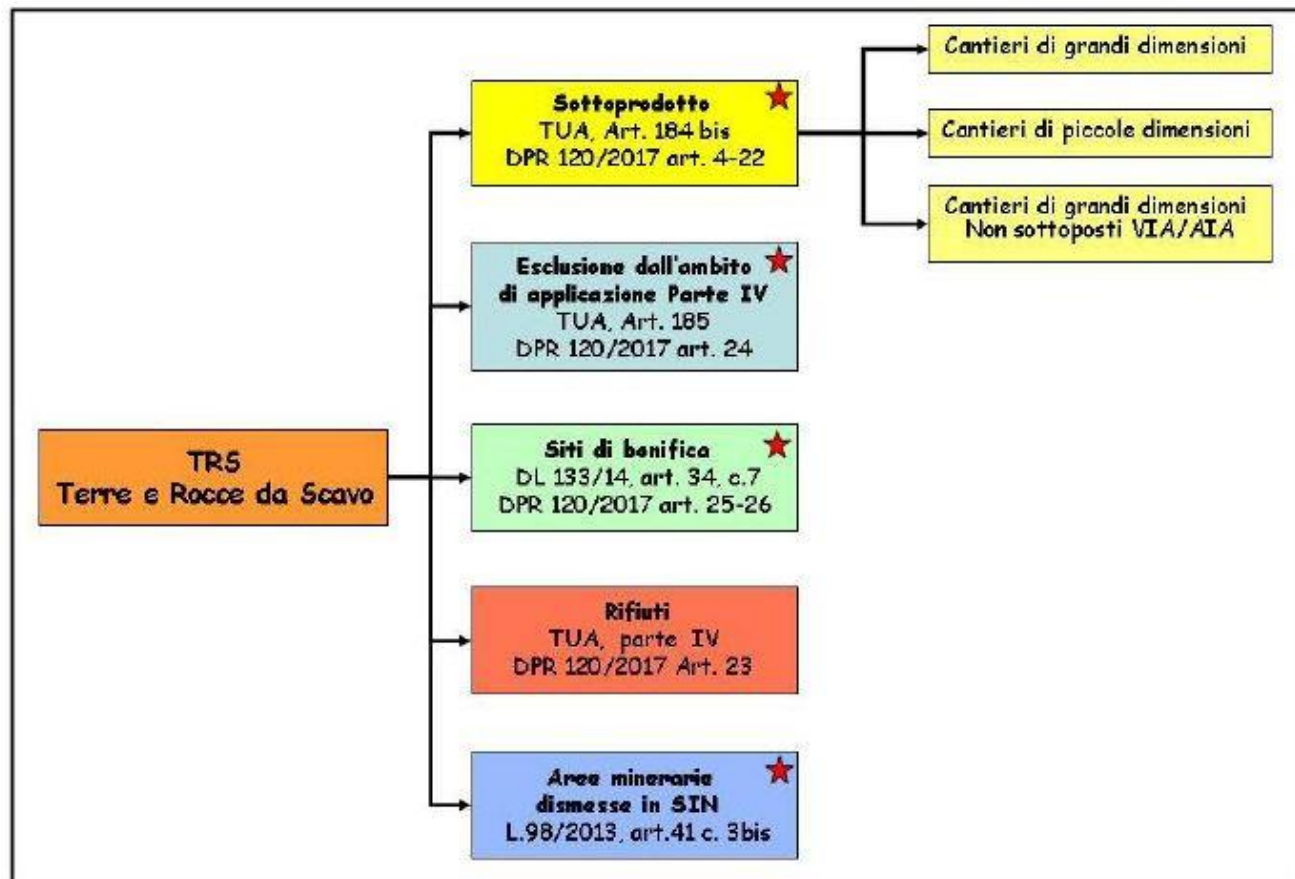 TRS
Terre e Rocce da Scavo
Sottoprodotto
TUA, Art. 184 bis
DPR 120/2017 art. 4-22
Cantieri di grandi dimensioni
Cantieri di piccole dimensioni
Cantieri di grandi dimensioni
Non sottoposti VIA/AIA
Esclusione dall'ambito
di applicazione Parte IV
TUA, Art. 185
DPR 120/2017 art. 24
Siti di bonifica
DL 133/14, art. 34, c.7
DPR 120/2017 art. 25-26
Rifiuti
TUA, parte IV
DPR 120/2017 Art. 23
Aree minerarie
dismesse in SIN
L.98/2013, art.41 c. 3bis